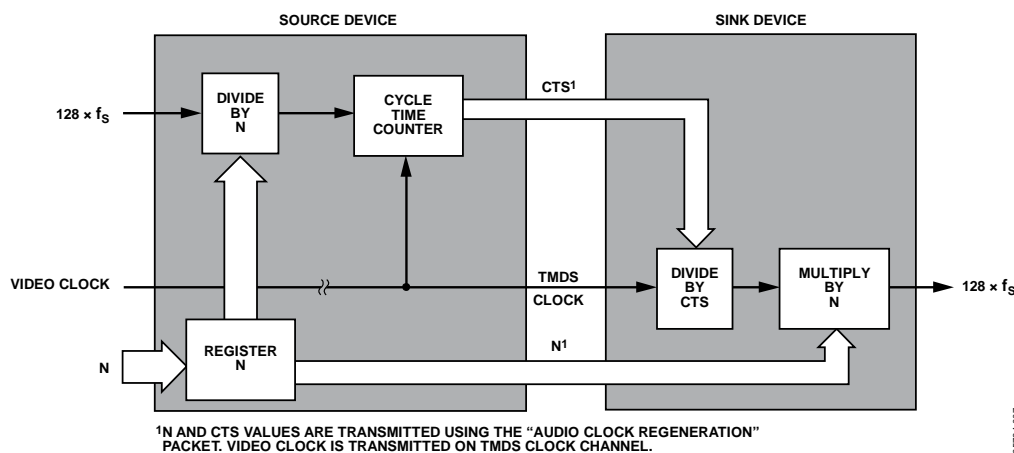 SOURCE DEVICE
SINK DEVICE
128 × fS
DIVIDE
BY
N
CYCLE
TIME
COUNTER
CTS¹
VIDEO CLOCK
TMDS
CLOCK
DIVIDE
BY
CTS
MULTIPLY
BY
N
128 × fS
N
REGISTER
N
N¹
¹N AND CTS VALUES ARE TRANSMITTED USING THE “AUDIO CLOCK REGENERATION”
PACKET. VIDEO CLOCK IS TRANSMITTED ON TMDS CLOCK CHANNEL.